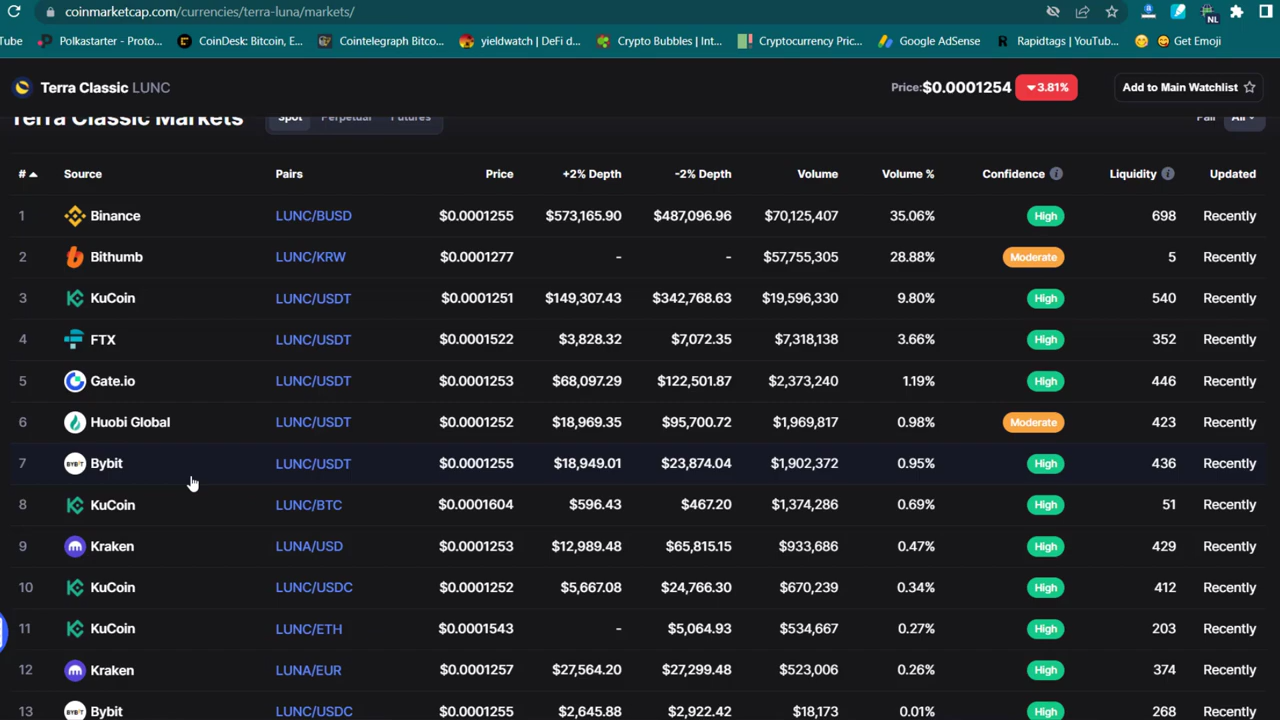 coinmarketcap.com/currencies/terra-luna/markets/
NL
Tube Polkastarter - Proto... CoinDesk: Bitcoin, E... Cointelegraph Bitco... yieldwatch | DeFi d... Crypto Bubbles | Int... Cryptocurrency Pric... Google AdSense Rapidtags | YouTub... Get Emoji
Terra Classic LUNC Price: $0.0001254 3.81% Add to Main Watchlist
Terra Classic Markets Spot Perpetual Futures Pair All
# Source Pairs Price +2% Depth -2% Depth Volume Volume % Confidence Liquidity Updated
1 Binance LUNC/BUSD $0.0001255 $573,165.90 $487,096.96 $70,125,407 35.06% High 698 Recently
2 Bithumb LUNC/KRW $0.0001277 - - $57,755,305 28.88% Moderate 5 Recently
3 KuCoin LUNC/USDT $0.0001251 $149,307.43 $342,768.63 $19,596,330 9.80% High 540 Recently
4 FTX LUNC/USDT $0.0001522 $3,828.32 $7,072.35 $7,318,138 3.66% High 352 Recently
5 Gate.io LUNC/USDT $0.0001253 $68,097.29 $122,501.87 $2,373,240 1.19% High 446 Recently
6 Huobi Global LUNC/USDT $0.0001252 $18,969.35 $95,700.72 $1,969,817 0.98% Moderate 423 Recently
7 BYBIT Bybit LUNC/USDT $0.0001255 $18,949.01 $23,874.04 $1,902,372 0.95% High 436 Recently
8 KuCoin LUNC/BTC $0.0001604 $596.43 $467.20 $1,374,286 0.69% High 51 Recently
9 Kraken LUNA/USD $0.0001253 $12,989.48 $65,815.15 $933,686 0.47% High 429 Recently
10 KuCoin LUNC/USDC $0.0001252 $5,667.08 $24,766.30 $670,239 0.34% High 412 Recently
11 KuCoin LUNC/ETH $0.0001543 - $5,064.93 $534,667 0.27% High 203 Recently
12 Kraken LUNA/EUR $0.0001257 $27,564.20 $27,299.48 $523,006 0.26% High 374 Recently
13 BYBIT Bybit LUNC/USDC $0.0001255 $2,645.88 $2,922.42 $18,173 0.01% High 268 Recently